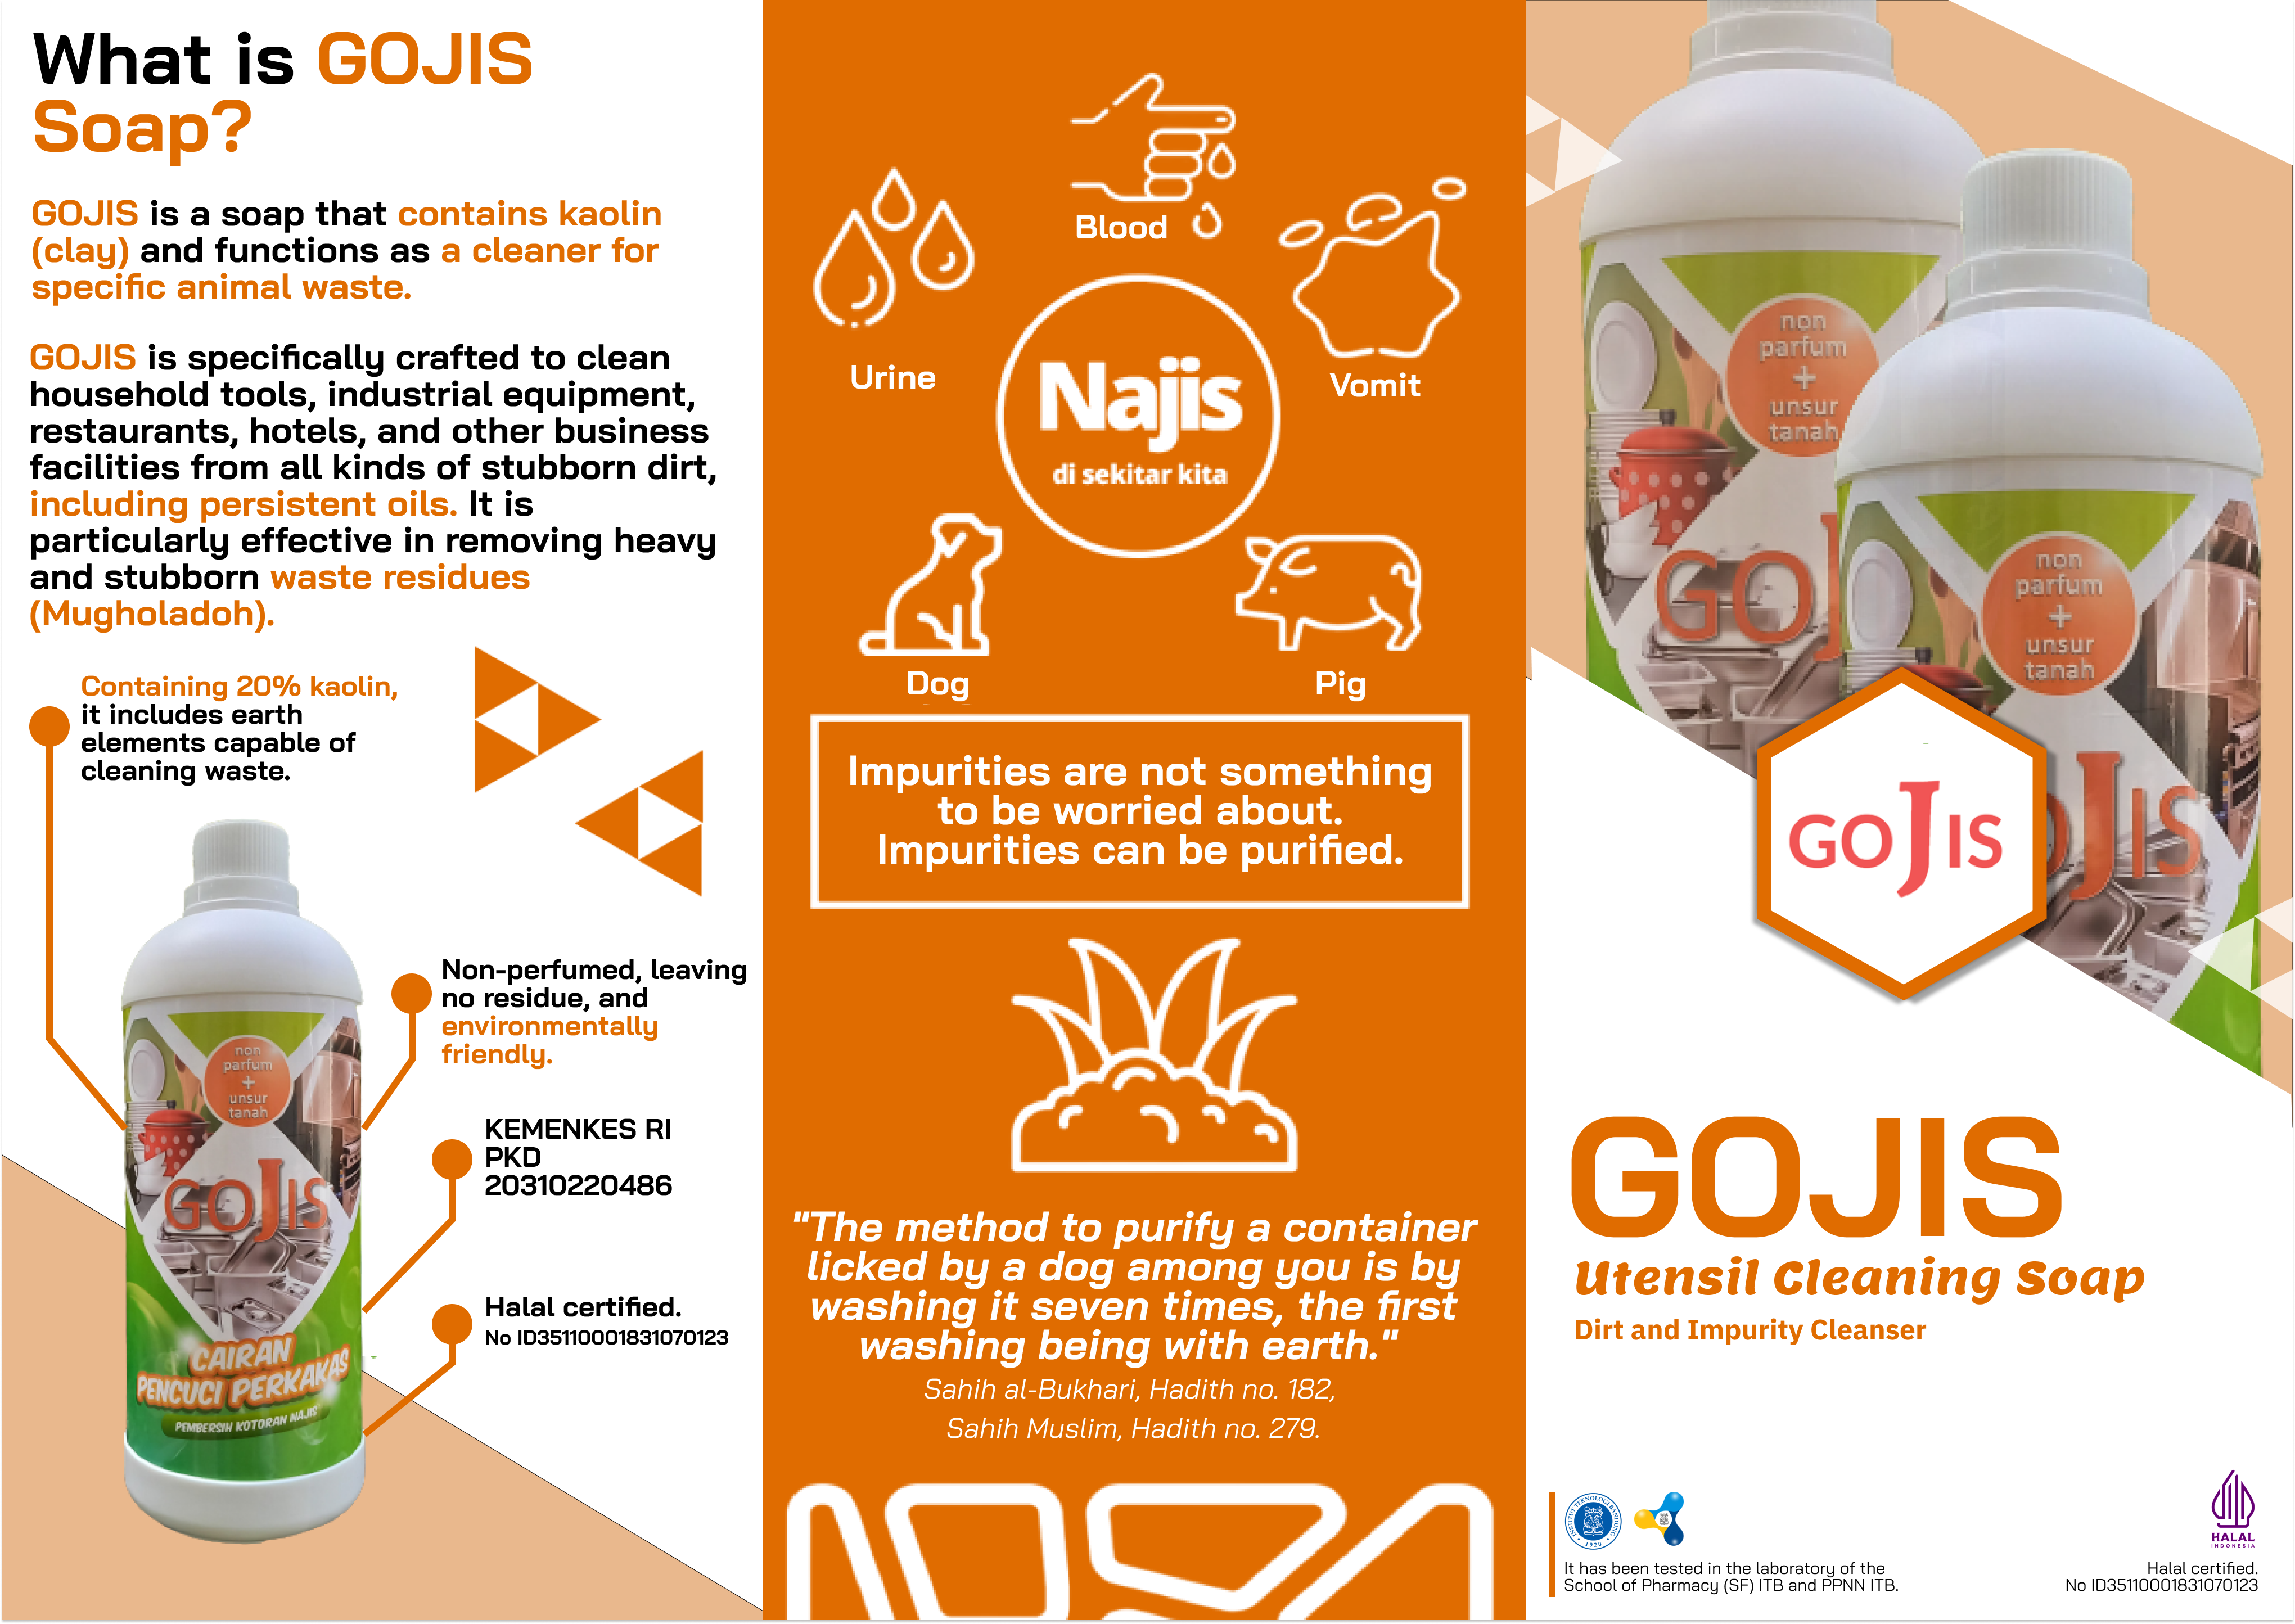 What is GOJIS
Soap?
GOJIS is a soap that contains kaolin
(clay) and functions as a cleaner for
specific animal waste.
GOJIS is specifically crafted to clean
household tools, industrial equipment,
restaurants, hotels, and other business
facilities from all kinds of stubborn dirt,
including persistent oils. It is
particularly effective in removing heavy
and stubborn waste residues
(Mugholadoh).
Containing 20% kaolin,
it includes earth
elements capable of
cleaning waste.
Non-perfumed, leaving
no residue, and
environmentally
friendly.
KEMENKES RI
PKD
20310220486
Halal certified.
No ID35110001831070123
non
parfum
+
unsur
tanah
GOJIS
CAIRAN
PENCUCI PERKAKAS
PEMBERSIH KOTORAN NAJIS
Blood
Urine
Vomit
Najis
di sekitar kita
Dog
Pig
Impurities are not something
to be worried about.
Impurities can be purified.
"The method to purify a container
licked by a dog among you is by
washing it seven times, the first
washing being with earth."
Sahih al-Bukhari, Hadith no. 182,
Sahih Muslim, Hadith no. 279.
non
parfum
+
unsur
tanah
GOJ
non
parfum
+
unsur
tanah
OJIS
GOJIS
GOJIS
Utensil Cleaning Soap
Dirt and Impurity Cleanser
INSTITUT TEKNOLOGI BANDUNG
1920
It has been tested in the laboratory of the
School of Pharmacy (SF) ITB and PPNN ITB.
HALAL
INDONESIA
Halal certified.
No ID35110001831070123